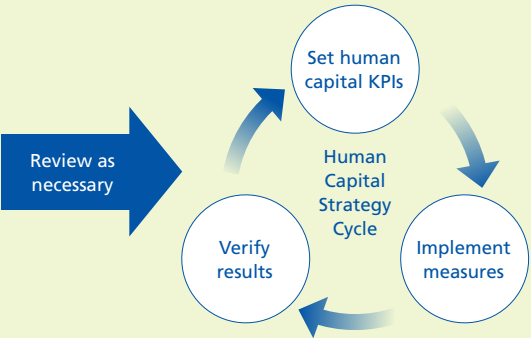 Set human
capital KPIs
Review as
necessary
Human
Capital
Strategy
Cycle
Verify
results
Implement
measures